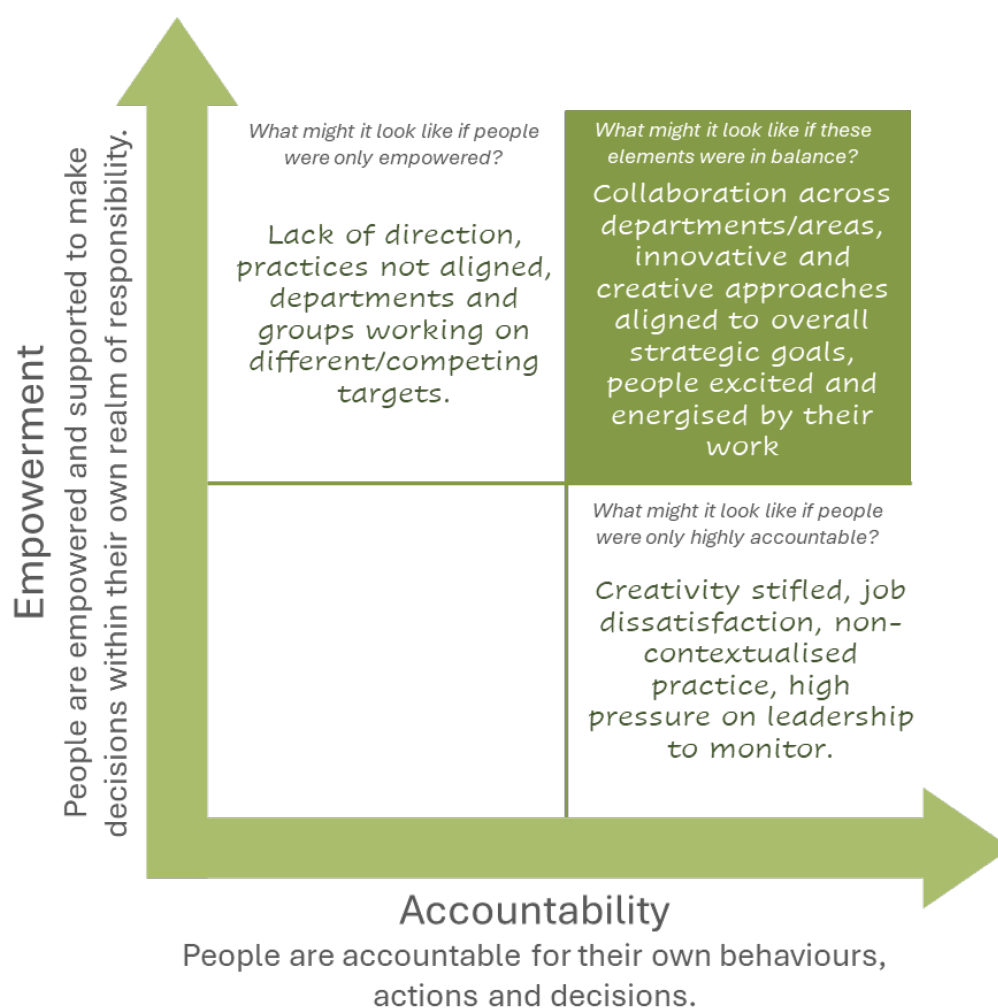 What might it look like if people
were only empowered?
Lack of direction,
practices not aligned,
departments and
groups working on
different/competing
targets.
What might it look like if these
elements were in balance?
Collaboration across
departments/areas,
innovative and
creative approaches
aligned to overall
strategic goals,
people excited and
energised by their
work
What might it look like if people
were only highly accountable?
Creativity stifled, job
dissatisfaction, non-
contextualised
practice, high
pressure on leadership
to monitor.
Empowerment
People are empowered and supported to make
decisions within their own realm of responsibility.
Accountability
People are accountable for their own behaviours,
actions and decisions.